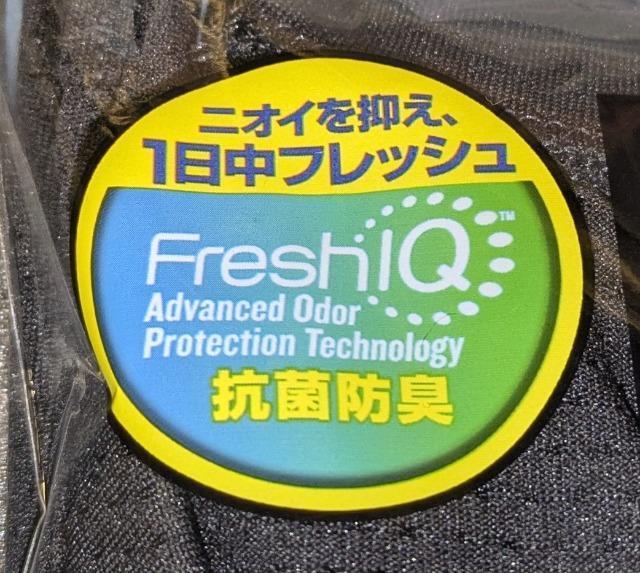 ニオイを抑え、
1日中フレッシュ
FreshIQ™
Advanced Odor
Protection Technology
抗菌防臭